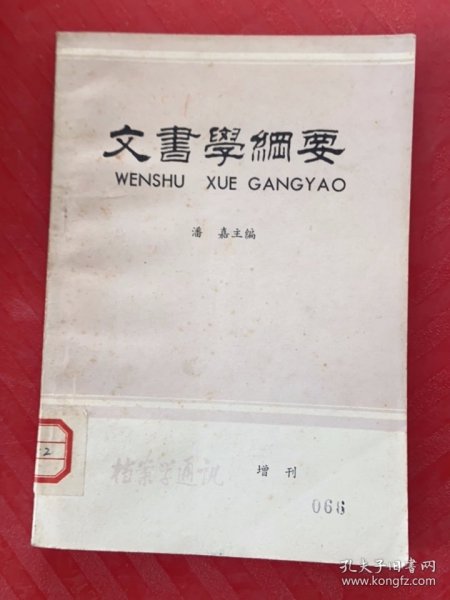 文書學綱要
WENSHU XUE GANGYAO
潘 嘉主编
2
档案学通讯 增刊
066
孔夫子旧书网
www.kongfz.com